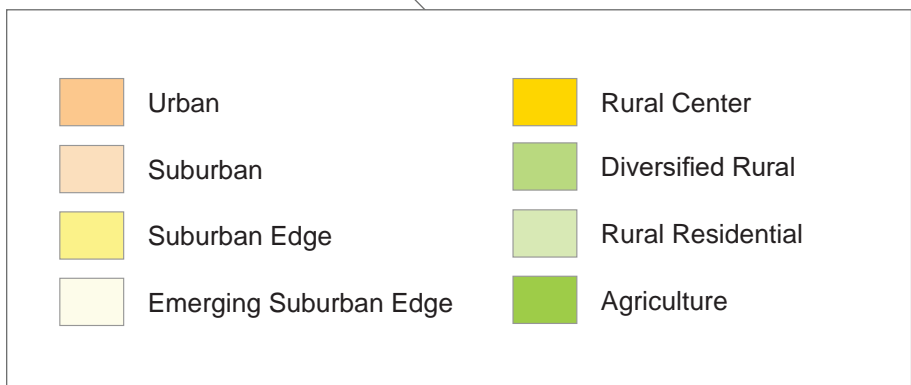 Urban
Suburban
Suburban Edge
Emerging Suburban Edge
Rural Center
Diversified Rural
Rural Residential
Agriculture